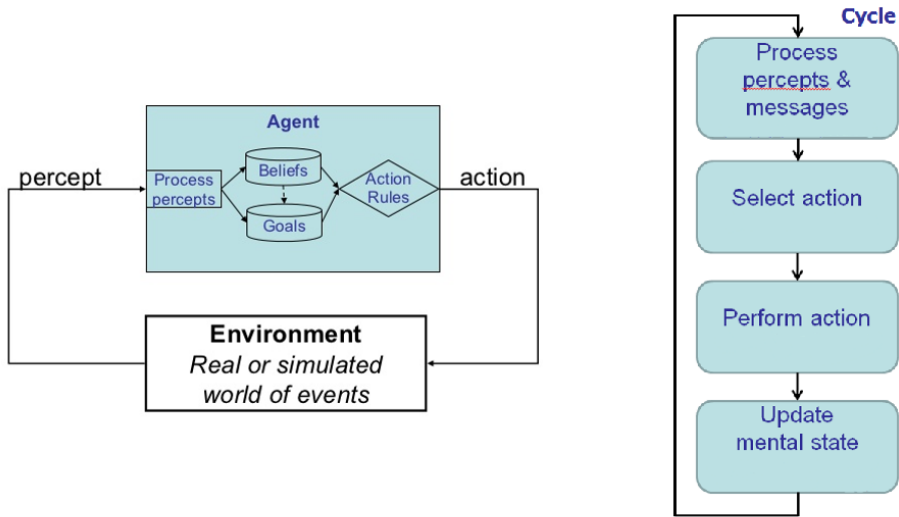 percept
Agent
Process
percepts
Beliefs
Goals
Action
Rules
action
Environment
Real or simulated
world of events
Cycle
Process
percepts &
messages
Select action
Perform action
Update
mental state